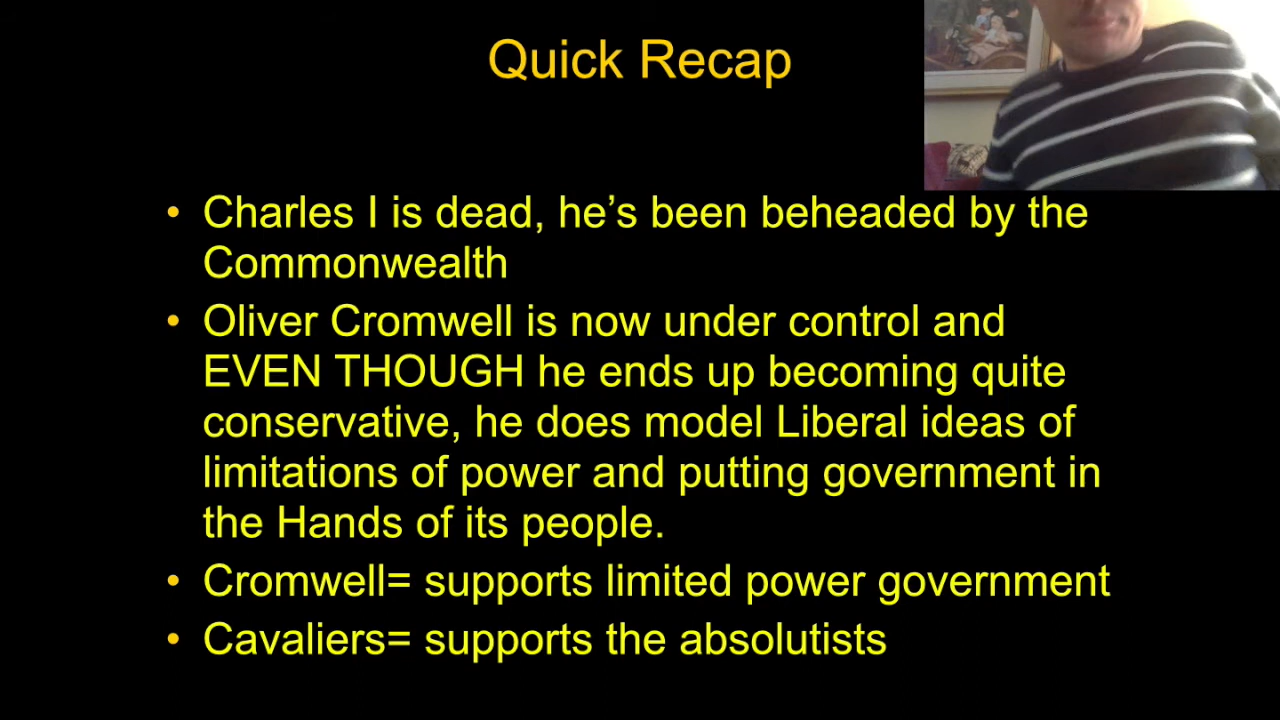 Quick Recap
• Charles I is dead, he’s been beheaded by the
Commonwealth
• Oliver Cromwell is now under control and
EVEN THOUGH he ends up becoming quite
conservative, he does model Liberal ideas of
limitations of power and putting government in
the Hands of its people.
• Cromwell= supports limited power government
• Cavaliers= supports the absolutists